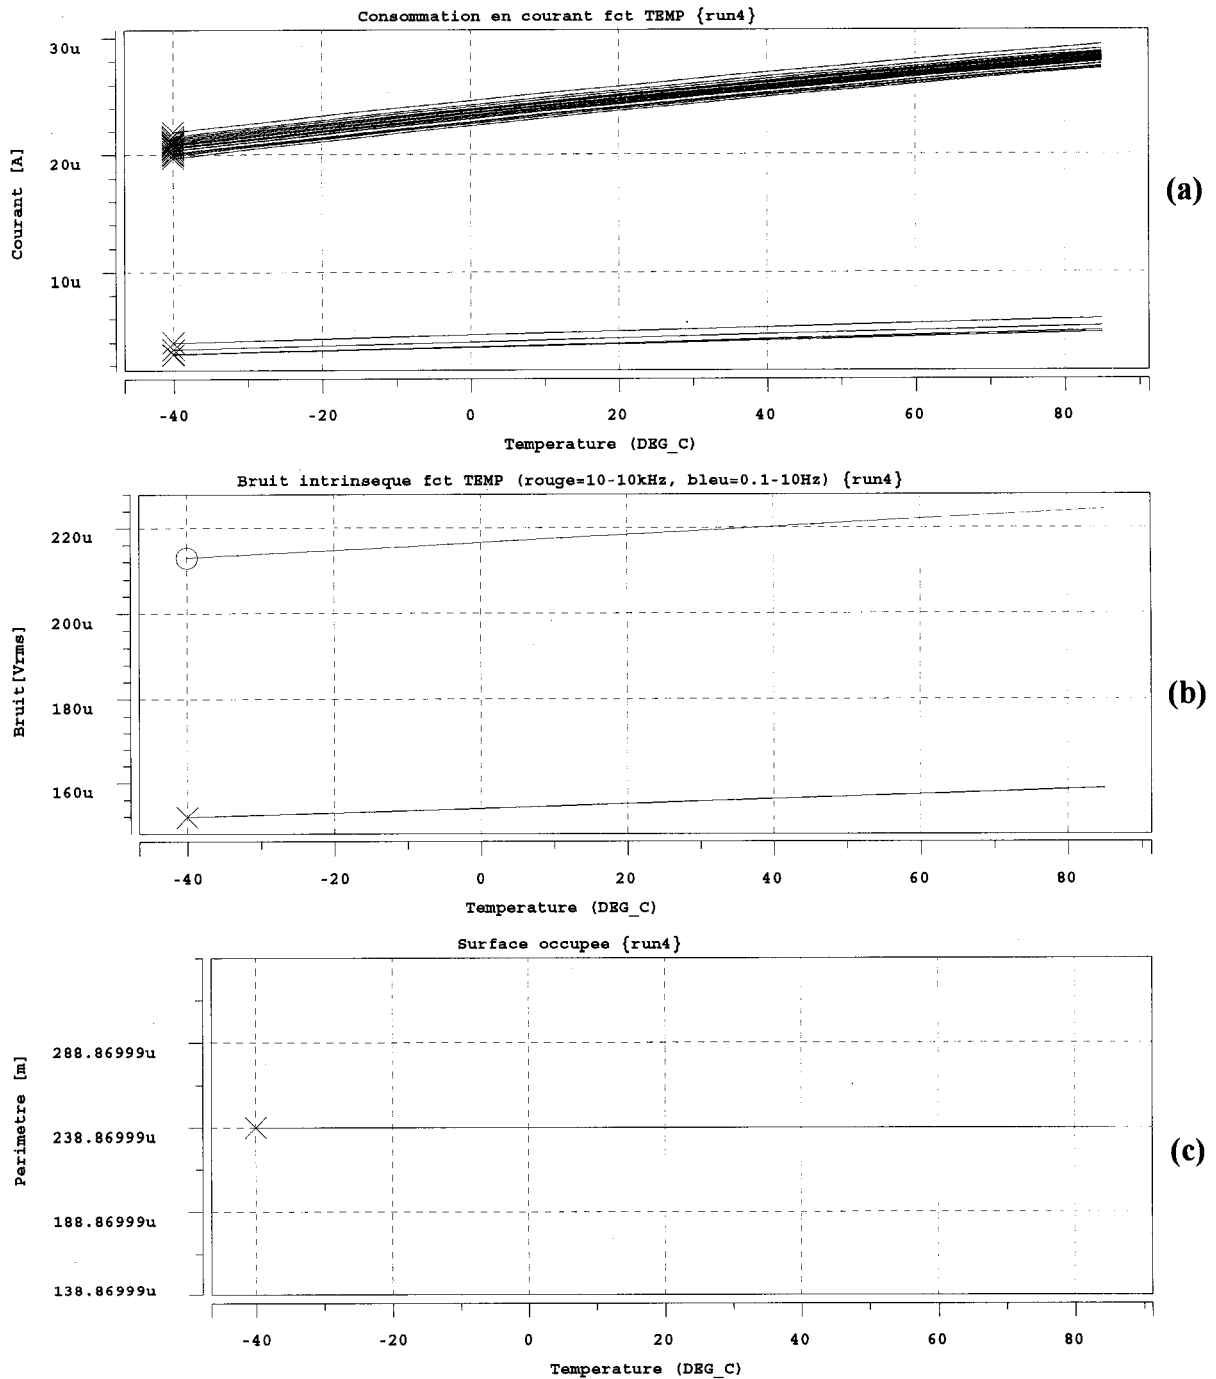 Consommation en courant fct TEMP {run4}
30u
20u
10u
Courant [A]
(a)
-40 -20 0 20 40 60 80
Temperature (DEG_C)
Bruit intrinseque fct TEMP (rouge=10-10kHz, bleu=0.1-10Hz) {run4}
220u
200u
180u
160u
Bruit[Vrms]
(b)
-40 -20 0 20 40 60 80
Temperature (DEG_C)
Surface occupee {run4}
288.86999u
238.86999u
188.86999u
138.86999u
Perimetre [m]
(c)
-40 -20 0 20 40 60 80
Temperature (DEG_C)